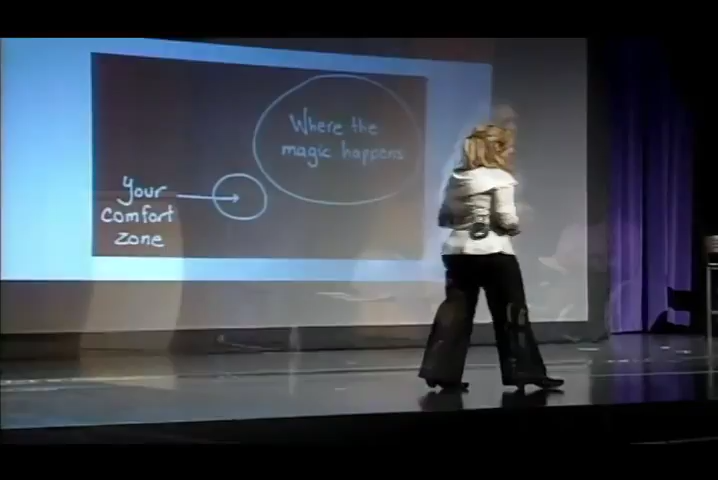 Where the
magic happens
Your
comfort
zone